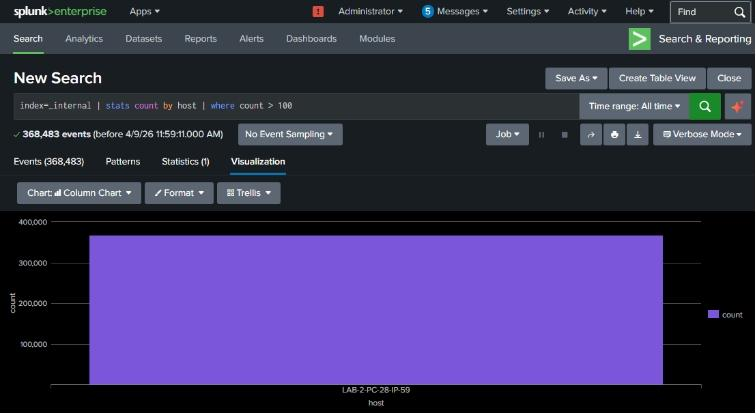 splunk>enterprise Apps ▾ ! Administrator ▾ 5 Messages ▾ Settings ▾ Activity ▾ Help ▾ Find
Search Analytics Datasets Reports Alerts Dashboards Modules > Search & Reporting
New Search Save As ▾ Create Table View Close
index=_internal | stats count by host | where count > 100 Time range: All time ▾
✓ 368,483 events (before 4/9/26 11:59:11.000 AM) No Event Sampling ▾ Job ▾ Verbose Mode ▾
Events (368,483) Patterns Statistics (1) Visualization
Chart: Column Chart ▾ Format ▾ Trellis ▾
400,000
300,000
200,000
100,000
count
count
LAB-2-PC-28-IP-59
host